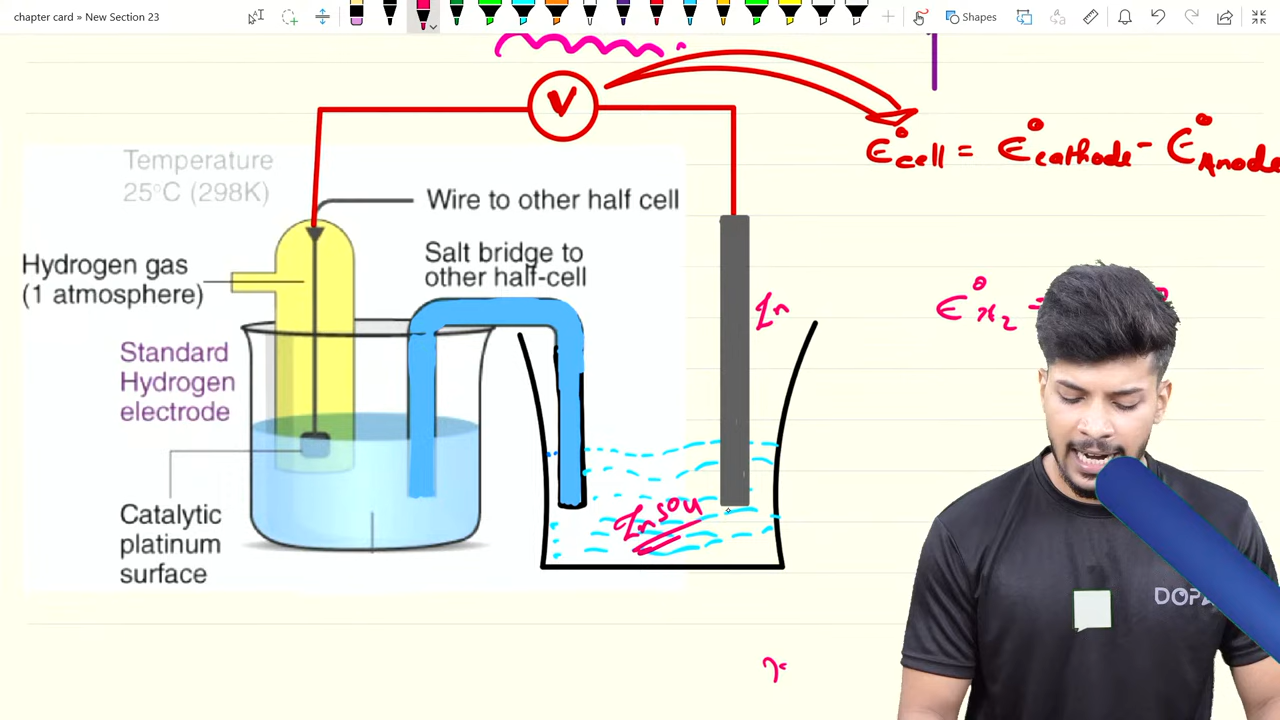 chapter card » New Section 23
Shapes
V
E°cell = E°cathode - E°Anode
Temperature
25°C (298K)
Wire to other half cell
Salt bridge to
other half-cell
Hydrogen gas
(1 atmosphere)
Standard
Hydrogen
electrode
Zn
E°H2 =
ZnSO4
Catalytic
platinum
surface
DOPA